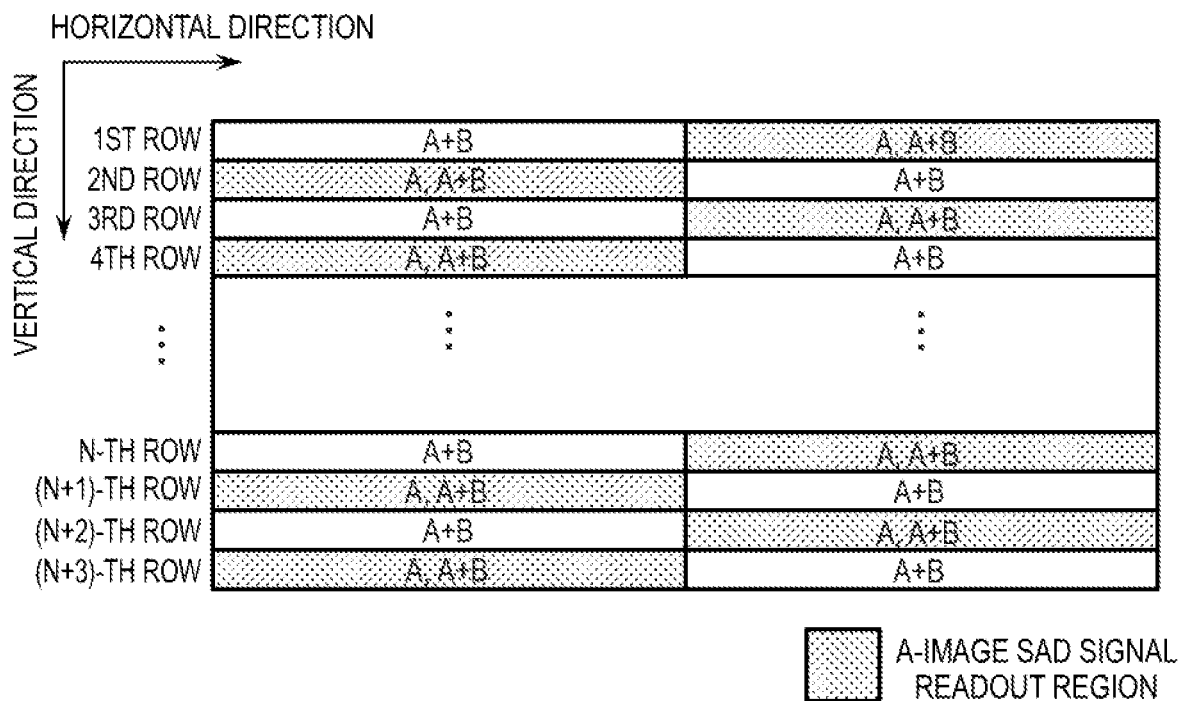 HORIZONTAL DIRECTION
VERTICAL DIRECTION
1ST ROW A+B A, A+B
2ND ROW A, A+B A+B
3RD ROW A+B A, A+B
4TH ROW A, A+B A+B
N-TH ROW A+B A, A+B
(N+1)-TH ROW A, A+B A+B
(N+2)-TH ROW A+B A, A+B
(N+3)-TH ROW A, A+B A+B
A-IMAGE SAD SIGNAL
READOUT REGION